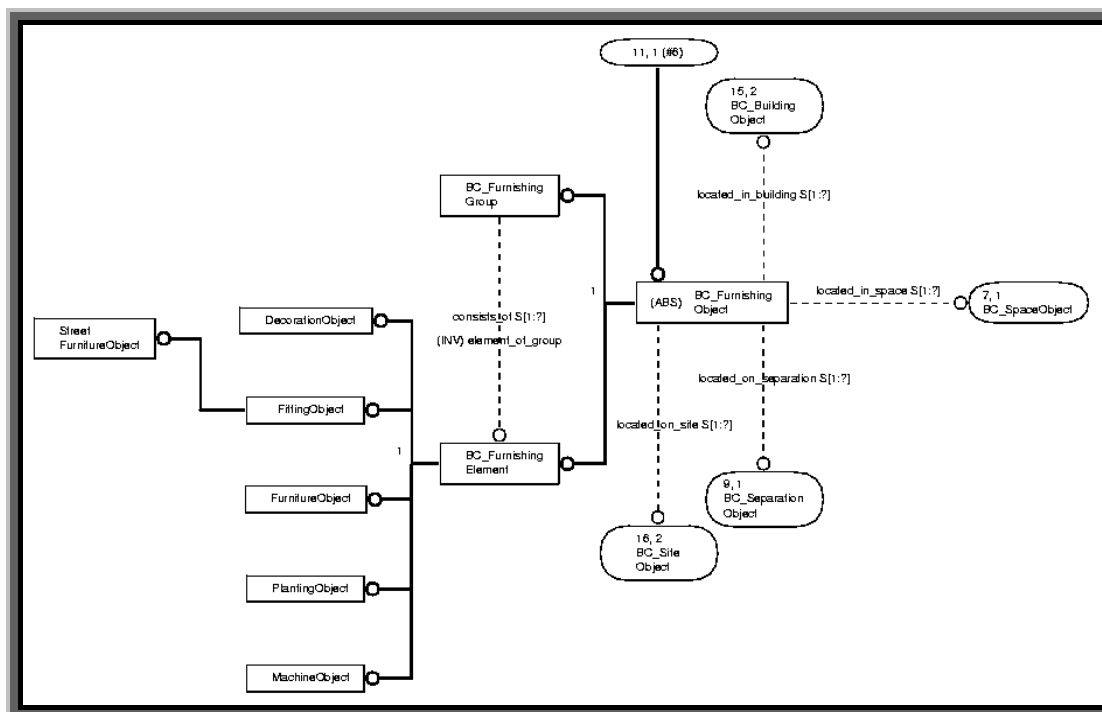 11, 1 (#6)
15, 2
BC_Building
Object
located_in_building S[1:?]
BC_Furnishing
Group
1
(ABS) BC_Furnishing
Object
located_in_space S[1:?]
7, 1
BC_SpaceObject
consists_of S[1:?]
(INV) element_of_group
DecorationObject
Street
FurnitureObject
located_on_separation S[1:?]
FittingObject
located_on_site S[1:?]
1
BC_Furnishing
Element
FurnitureObject
9, 1
BC_Separation
Object
16, 2
BC_Site
Object
PlantingObject
MachineObject